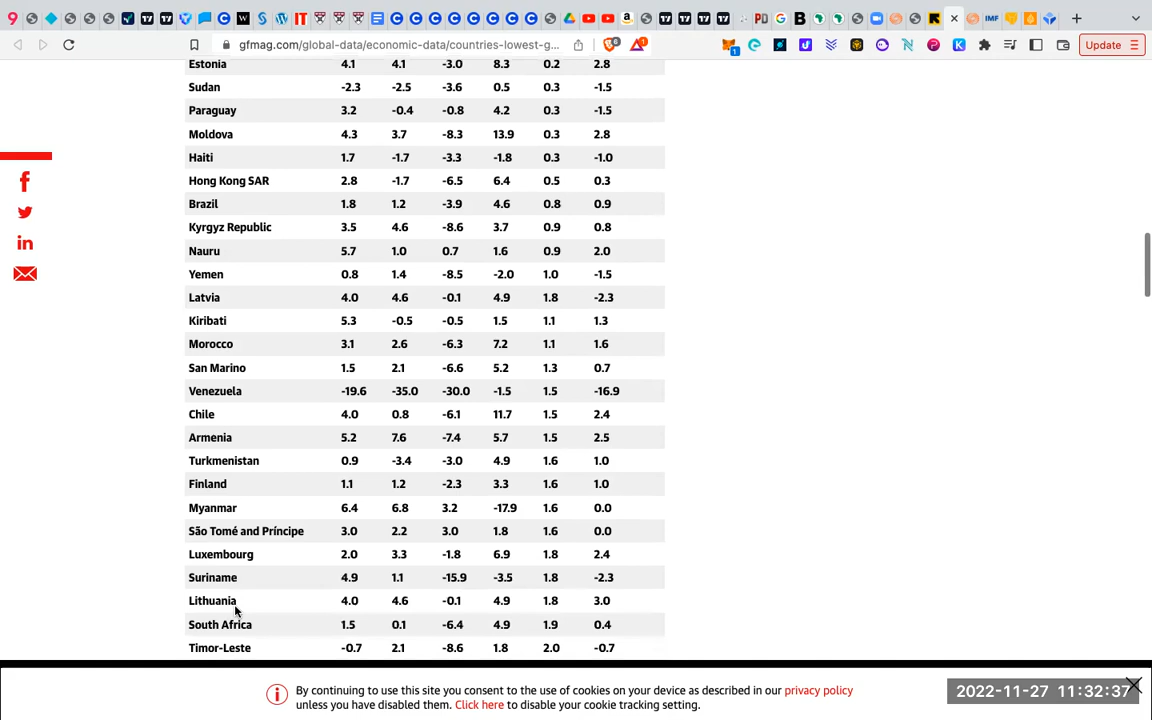 gfmag.com/global-data/economic-data/countries-lowest-g...
Update
Estonia 4.1 4.1 -3.0 8.3 0.2 2.8
Sudan -2.3 -2.5 -3.6 0.5 0.3 -1.5
Paraguay 3.2 -0.4 -0.8 4.2 0.3 -1.5
Moldova 4.3 3.7 -8.3 13.9 0.3 2.8
Haiti 1.7 -1.7 -3.3 -1.8 0.3 -1.0
Hong Kong SAR 2.8 -1.7 -6.5 6.4 0.5 0.3
Brazil 1.8 1.2 -3.9 4.6 0.8 0.9
Kyrgyz Republic 3.5 4.6 -8.6 3.7 0.9 0.8
Nauru 5.7 1.0 0.7 1.6 0.9 2.0
Yemen 0.8 1.4 -8.5 -2.0 1.0 -1.5
Latvia 4.0 4.6 -0.1 4.9 1.8 -2.3
Kiribati 5.3 -0.5 -0.5 1.5 1.1 1.3
Morocco 3.1 2.6 -6.3 7.2 1.1 1.6
San Marino 1.5 2.1 -6.6 5.2 1.3 0.7
Venezuela -19.6 -35.0 -30.0 -1.5 1.5 -16.9
Chile 4.0 0.8 -6.1 11.7 1.5 2.4
Armenia 5.2 7.6 -7.4 5.7 1.5 2.5
Turkmenistan 0.9 -3.4 -3.0 4.9 1.6 1.0
Finland 1.1 1.2 -2.3 3.3 1.6 1.0
Myanmar 6.4 6.8 3.2 -17.9 1.6 0.0
São Tomé and Príncipe 3.0 2.2 3.0 1.8 1.6 0.0
Luxembourg 2.0 3.3 -1.8 6.9 1.8 2.4
Suriname 4.9 1.1 -15.9 -3.5 1.8 -2.3
Lithuania 4.0 4.6 -0.1 4.9 1.8 3.0
South Africa 1.5 0.1 -6.4 4.9 1.9 0.4
Timor-Leste -0.7 2.1 -8.6 1.8 2.0 -0.7
By continuing to use this site you consent to the use of cookies on your device as described in our privacy policy
unless you have disabled them. Click here to disable your cookie tracking setting.
2022-11-27 11:32:37